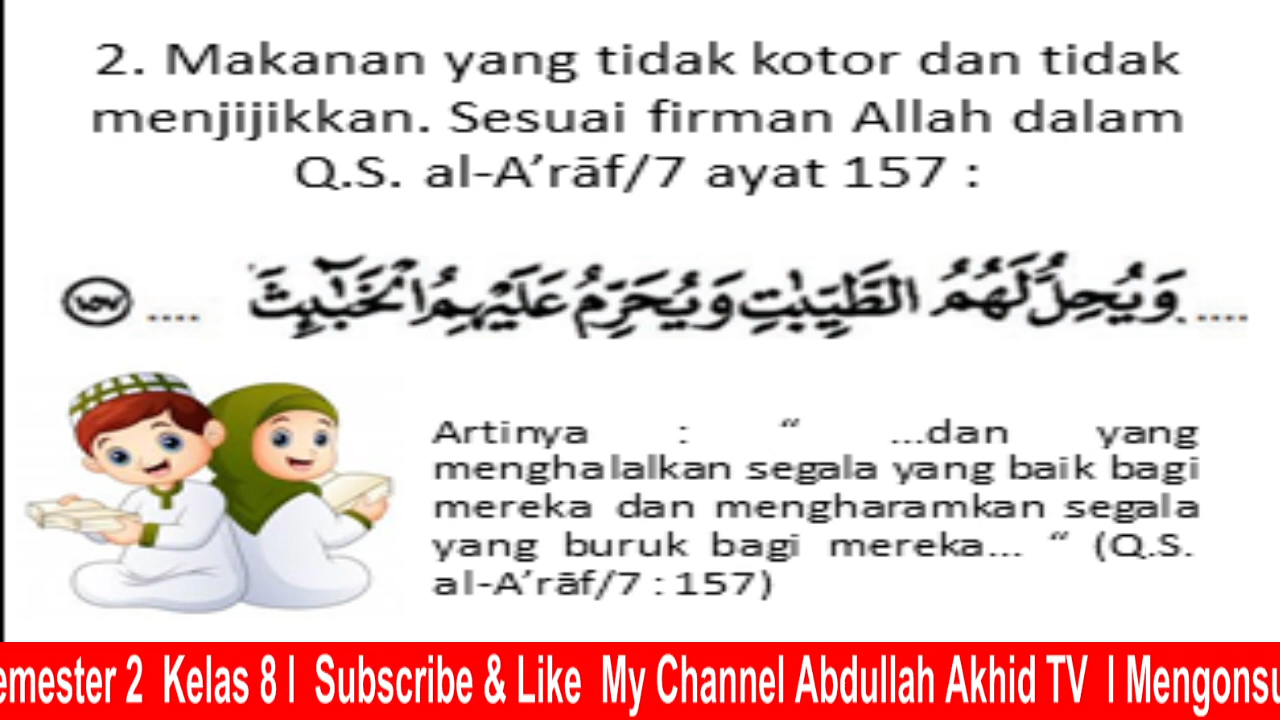 2. Makanan yang tidak kotor dan tidak
menjijikkan. Sesuai firman Allah dalam
Q.S. al-A’rāf/7 ayat 157 :
.... وَيُحِلُّ لَهُمُ الطَّيِّبٰتِ وَيُحَرِّمُ عَلَيْهِمُ الْخَبٰۤىِٕثَ .... ١٥٧
Artinya : “ ...dan yang
menghalalkan segala yang baik bagi
mereka dan mengharamkan segala
yang buruk bagi mereka... “ (Q.S.
al-A’rāf/7 : 157)
emester 2 Kelas 8 l Subscribe & Like My Channel Abdullah Akhid TV l Mengonsu